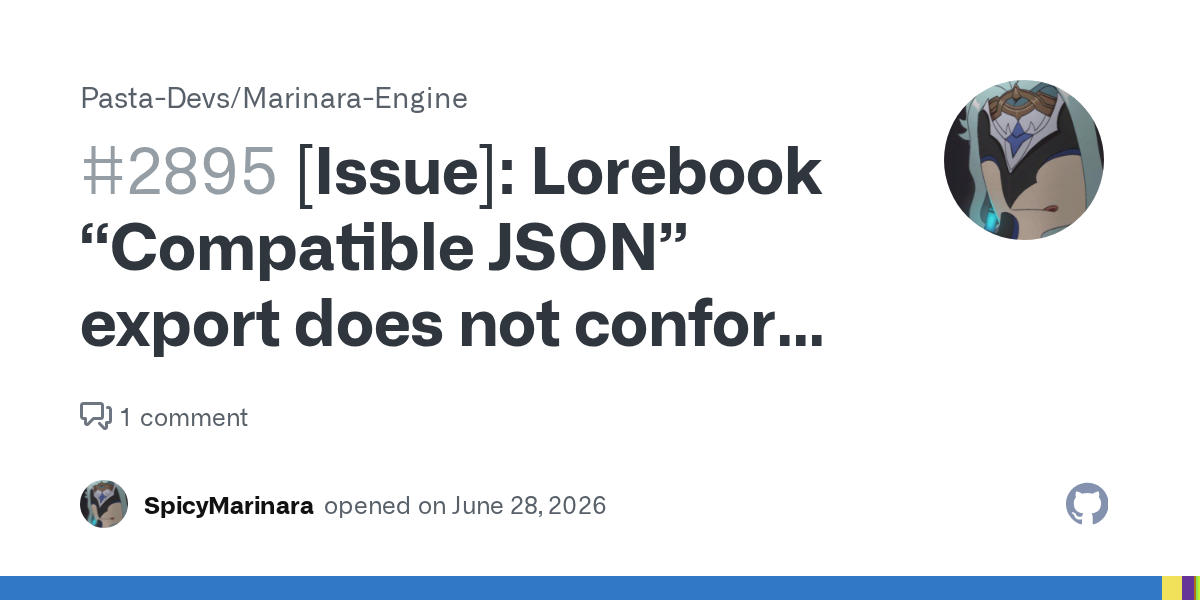 Pasta-Devs/Marinara-Engine
#2895 [Issue]: Lorebook
“Compatible JSON”
export does not confor...
1 comment
SpicyMarinara opened on June 28, 2026